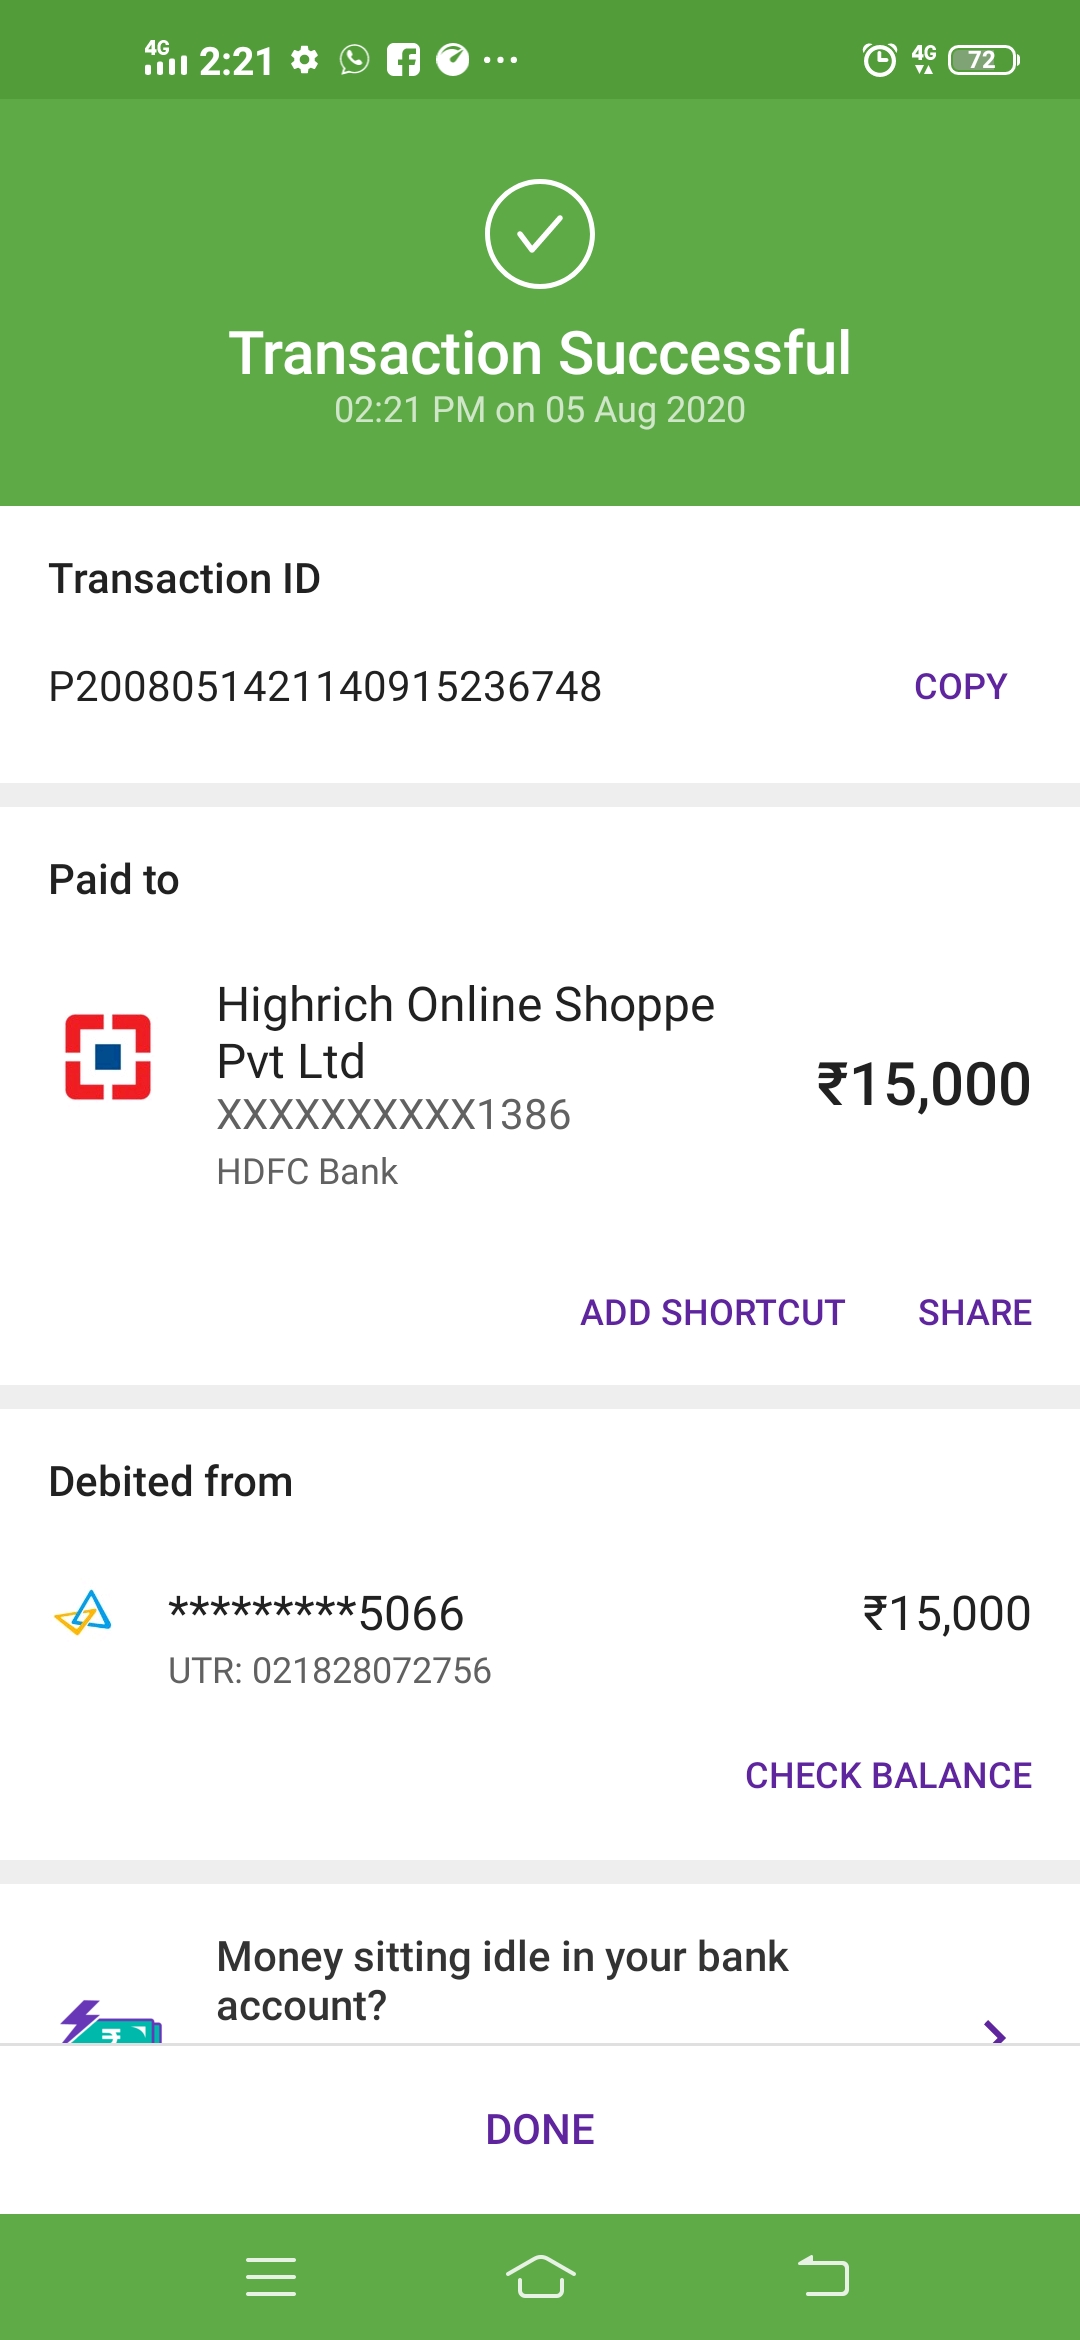 4G 2:21 ... 4G 72
Transaction Successful
02:21 PM on 05 Aug 2020
Transaction ID
P2008051421140915236748 COPY
Paid to
Highrich Online Shoppe
Pvt Ltd
₹15,000
XXXXXXXXXX1386
HDFC Bank
ADD SHORTCUT SHARE
Debited from
*********5066 ₹15,000
UTR: 021828072756
CHECK BALANCE
Money sitting idle in your bank
account?
DONE